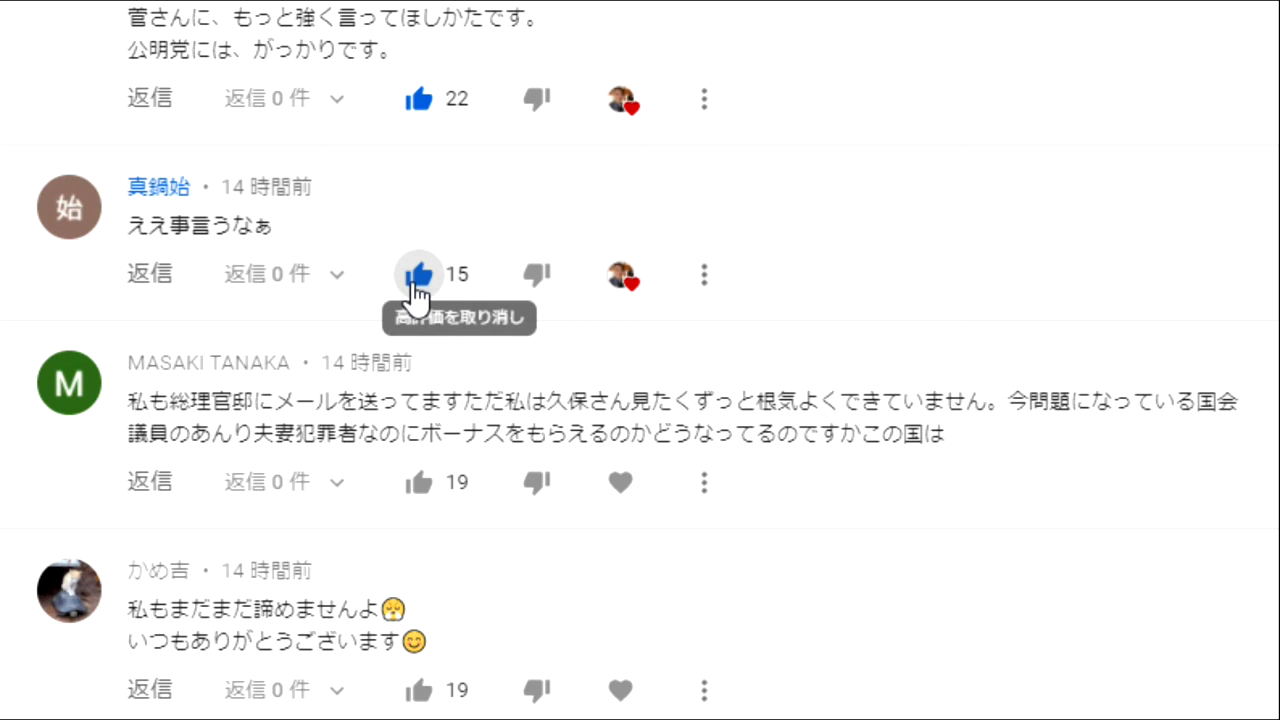 菅さんに、もっと強く言ってほしかたです。
公明党には、がっかりです。
返信 返信 0 件 22
始 真鍋始 • 14 時間前
ええ事言うなぁ
返信 返信 0 件 15
高評価を取り消し
M MASAKI TANAKA • 14 時間前
私も総理官邸にメールを送ってますただ私は久保さん見たくずっと根気よくできていません。今問題になっている国会
議員のあんり夫妻犯罪者なのにボーナスをもらえるのかどうなってるのですかこの国は
返信 返信 0 件 19
かめ吉 • 14 時間前
私もまだまだ諦めませんよ😤
いつもありがとうございます😊
返信 返信 0 件 19